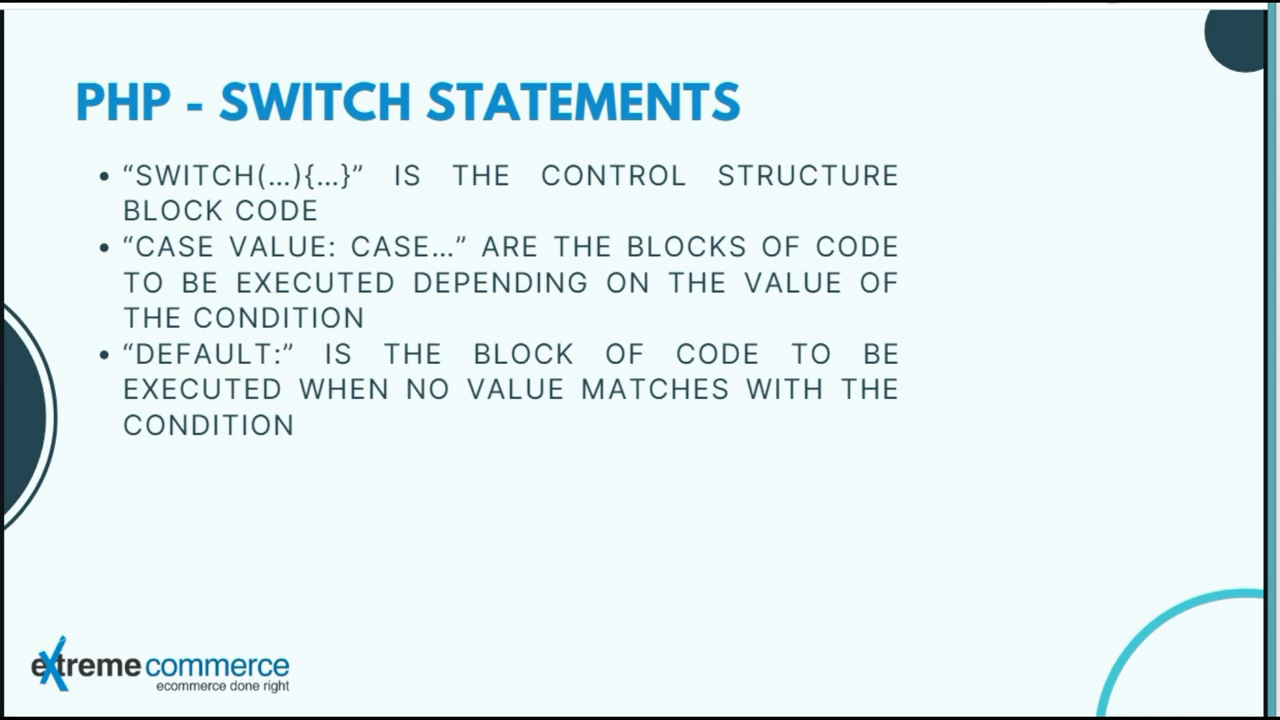 PHP - SWITCH STATEMENTS
• “SWITCH(...){...}” IS THE CONTROL STRUCTURE
BLOCK CODE
• “CASE VALUE: CASE...” ARE THE BLOCKS OF CODE
TO BE EXECUTED DEPENDING ON THE VALUE OF
THE CONDITION
• “DEFAULT:” IS THE BLOCK OF CODE TO BE
EXECUTED WHEN NO VALUE MATCHES WITH THE
CONDITION
extreme commerce
ecommerce done right